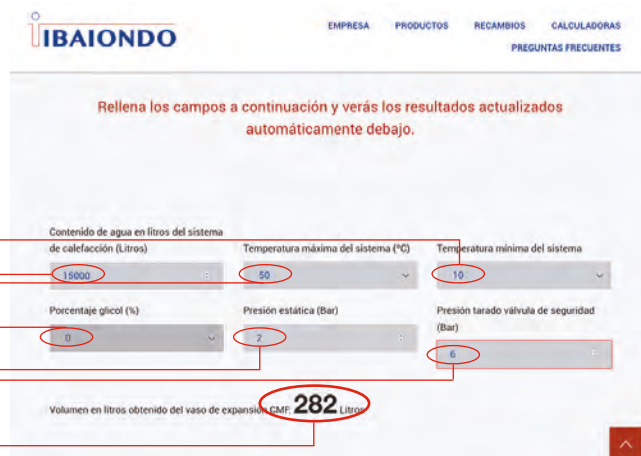 IBAIONDO
EMPRESA PRODUCTOS RECAMBIOS CALCULADORAS
PREGUNTAS FRECUENTES
Rellena los campos a continuación y verás los resultados actualizados
automáticamente debajo.
Contenido de agua en litros del sistema
de calefacción (Litros)
Temperatura máxima del sistema (ºC)
Temperatura mínima del sistema
15000
50
10
Porcentaje glicol (%)
Presión estática (Bar)
Presión tarado válvula de seguridad
(Bar)
0
2
6
Volumen en litros obtenido del vaso de expansión CMF: 282 Litros